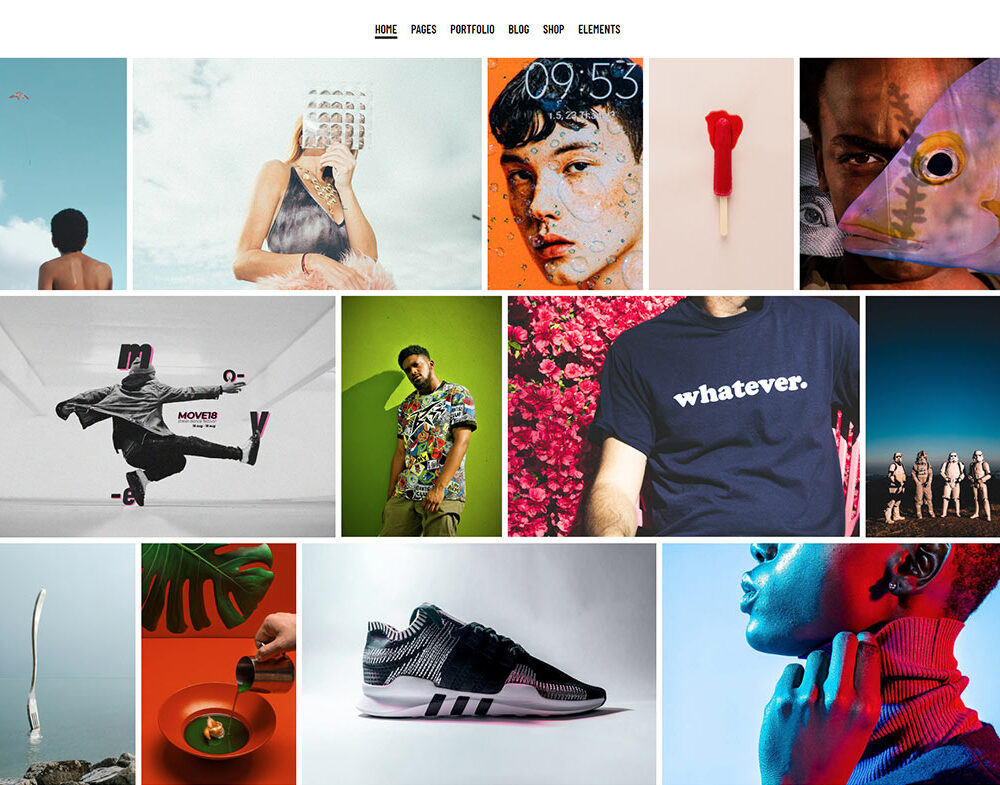 HOME PAGES PORTFOLIO BLOG SHOP ELEMENTS
09:53
m
o-
MOVE18
v
-e
whatever.